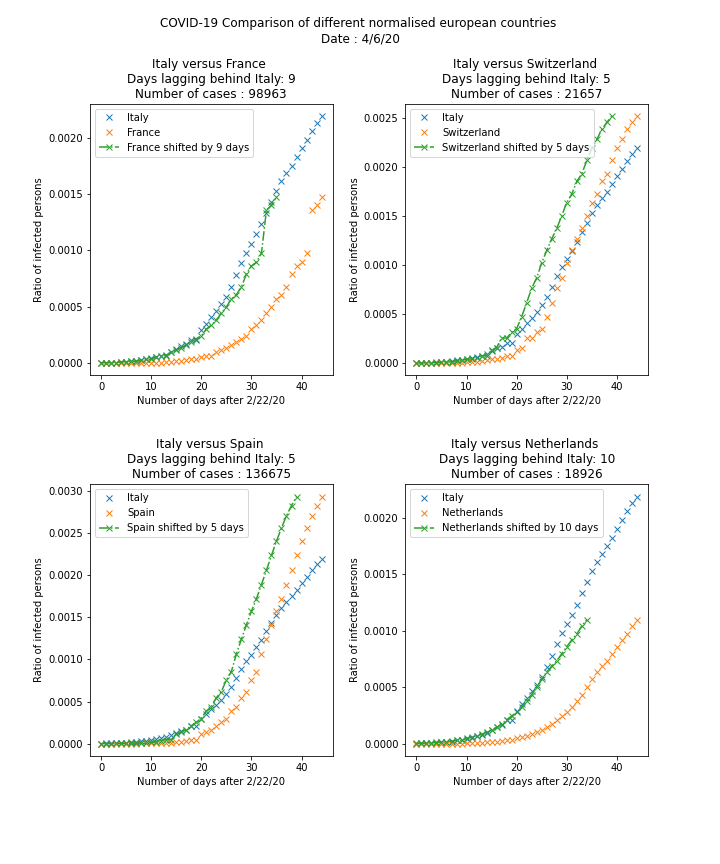 COVID-19 Comparison of different normalised european countries
Date : 4/6/20
Italy versus France
Days lagging behind Italy: 9
Number of cases : 98963
Italy
France
France shifted by 9 days
0.0020
0.0015
0.0010
0.0005
0.0000
Ratio of infected persons
0
10
20
30
40
Number of days after 2/22/20
Italy versus Switzerland
Days lagging behind Italy: 5
Number of cases : 21657
Italy
Switzerland
Switzerland shifted by 5 days
0.0025
0.0020
0.0015
0.0010
0.0005
0.0000
Ratio of infected persons
0
10
20
30
40
Number of days after 2/22/20
Italy versus Spain
Days lagging behind Italy: 5
Number of cases : 136675
Italy
Spain
Spain shifted by 5 days
0.0030
0.0025
0.0020
0.0015
0.0010
0.0005
0.0000
Ratio of infected persons
0
10
20
30
40
Number of days after 2/22/20
Italy versus Netherlands
Days lagging behind Italy: 10
Number of cases : 18926
Italy
Netherlands
Netherlands shifted by 10 days
0.0020
0.0015
0.0010
0.0005
0.0000
Ratio of infected persons
0
10
20
30
40
Number of days after 2/22/20